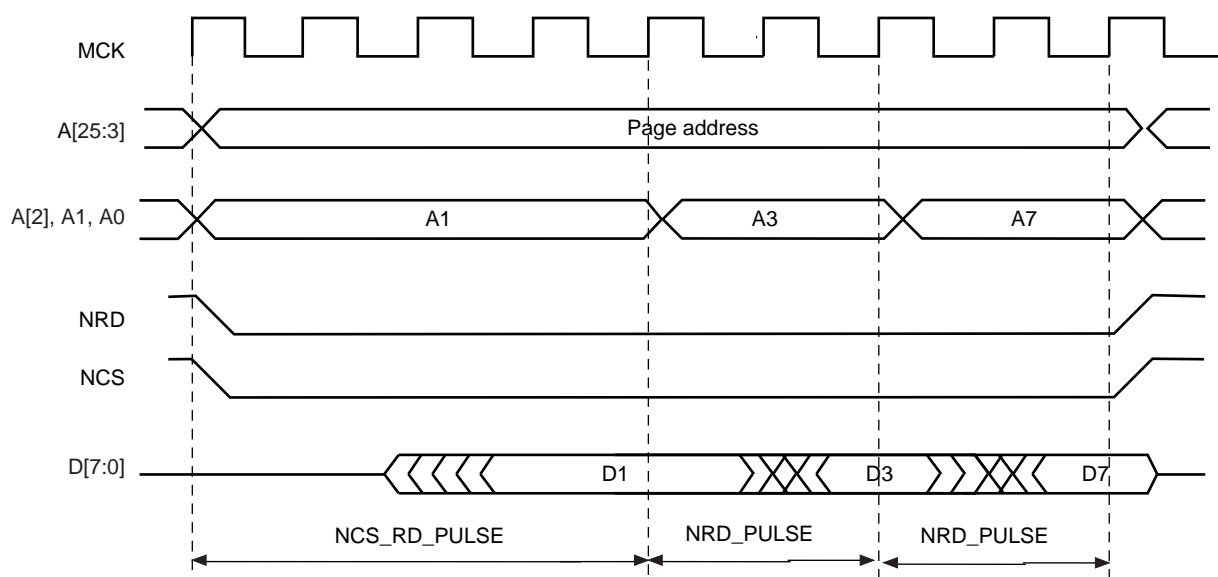 MCK
A[25:3]
Page address
A[2], A1, A0
A1
A3
A7
NRD
NCS
D[7:0]
D1
D3
D7
NCS_RD_PULSE
NRD_PULSE
NRD_PULSE